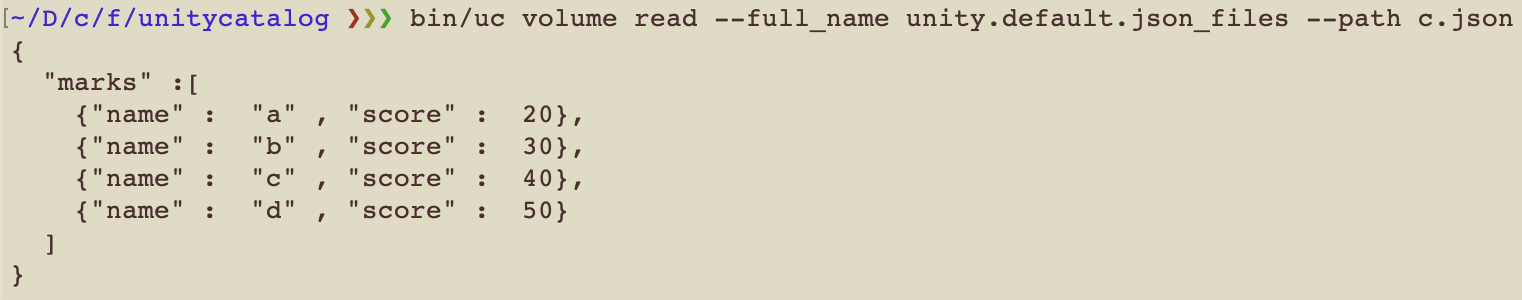 [~/D/c/f/unitycatalog ❯❯❯ bin/uc volume read --full_name unity.default.json_files --path c.json
{
  "marks" :[
    {"name" :  "a" , "score" :  20},
    {"name" :  "b" , "score" :  30},
    {"name" :  "c" , "score" :  40},
    {"name" :  "d" , "score" :  50}
  ]
}